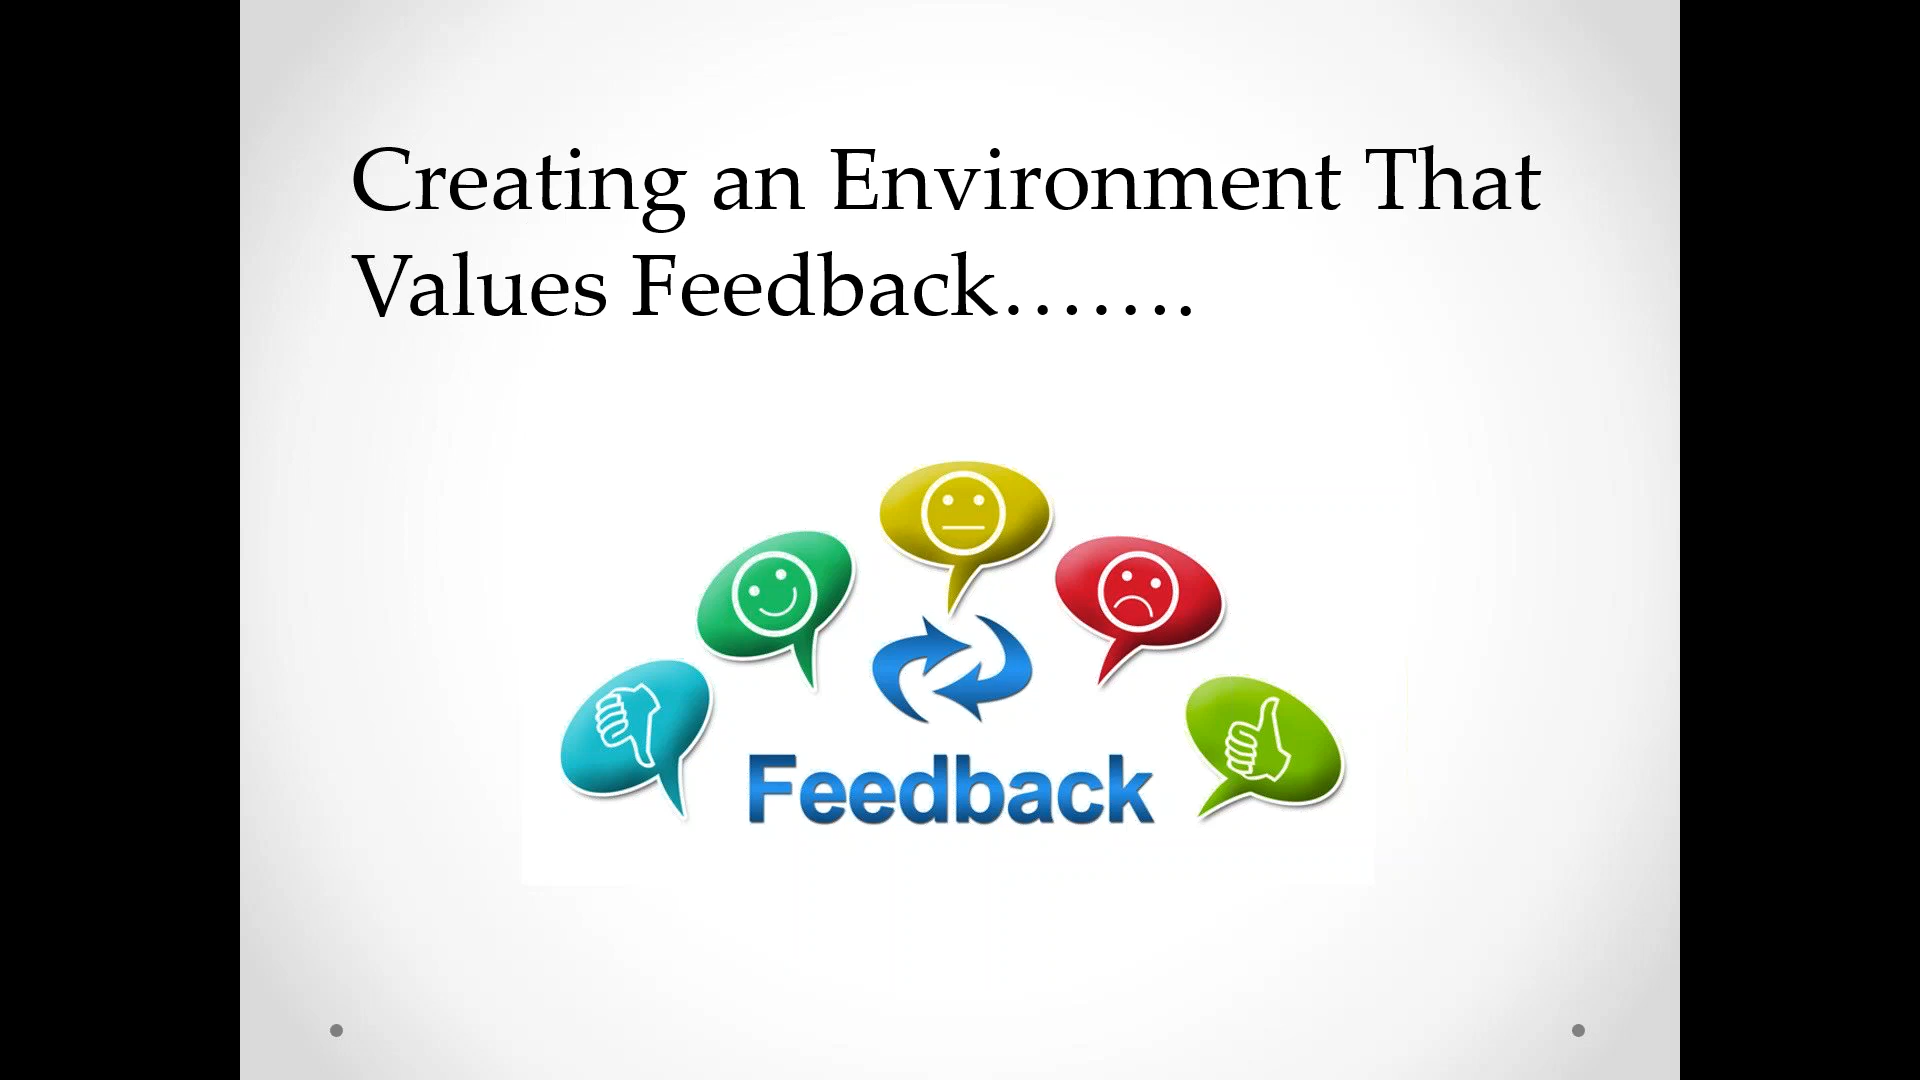 Creating an Environment That
Values Feedback…….
Feedback